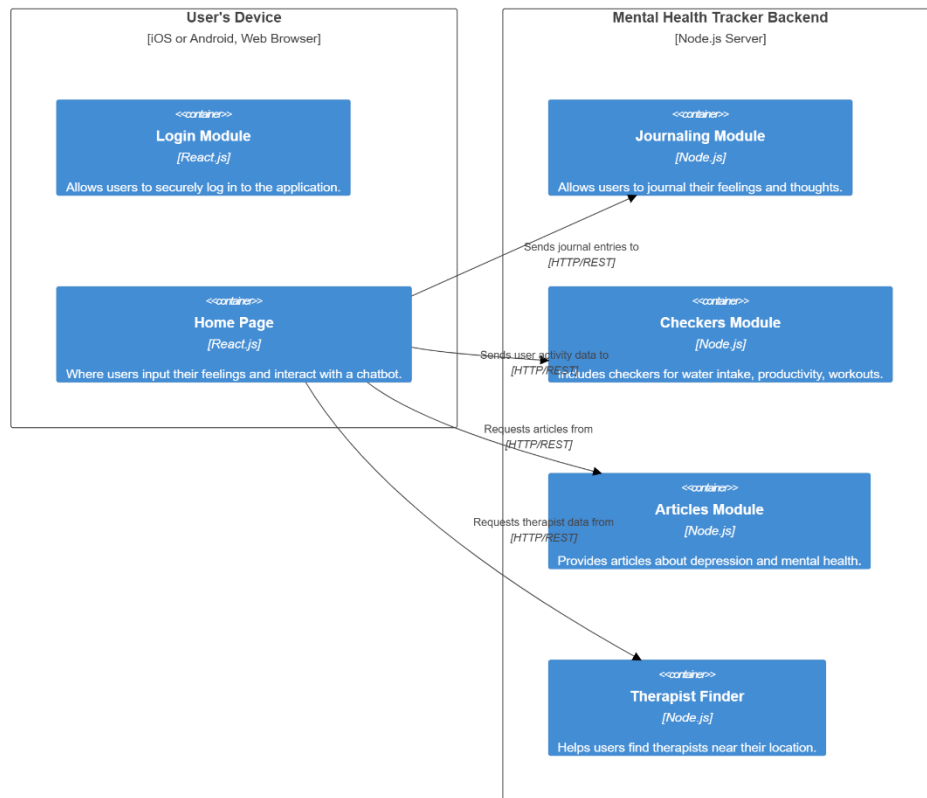 User's Device
[iOS or Android, Web Browser]
<<container>>
Login Module
[React.js]
Allows users to securely log in to the application.
<<container>>
Home Page
[React.js]
Where users input their feelings and interact with a chatbot.
Mental Health Tracker Backend
[Node.js Server]
<<container>>
Journaling Module
[Node.js]
Allows users to journal their feelings and thoughts.
Sends journal entries to
[HTTP/REST]
<<container>>
Checkers Module
[Node.js]
Includes checkers for water intake, productivity, workouts.
Sends user activity data to
[HTTP/REST]
Requests articles from
[HTTP/REST]
<<container>>
Articles Module
[Node.js]
Provides articles about depression and mental health.
Requests therapist data from
[HTTP/REST]
<<container>>
Therapist Finder
[Node.js]
Helps users find therapists near their location.